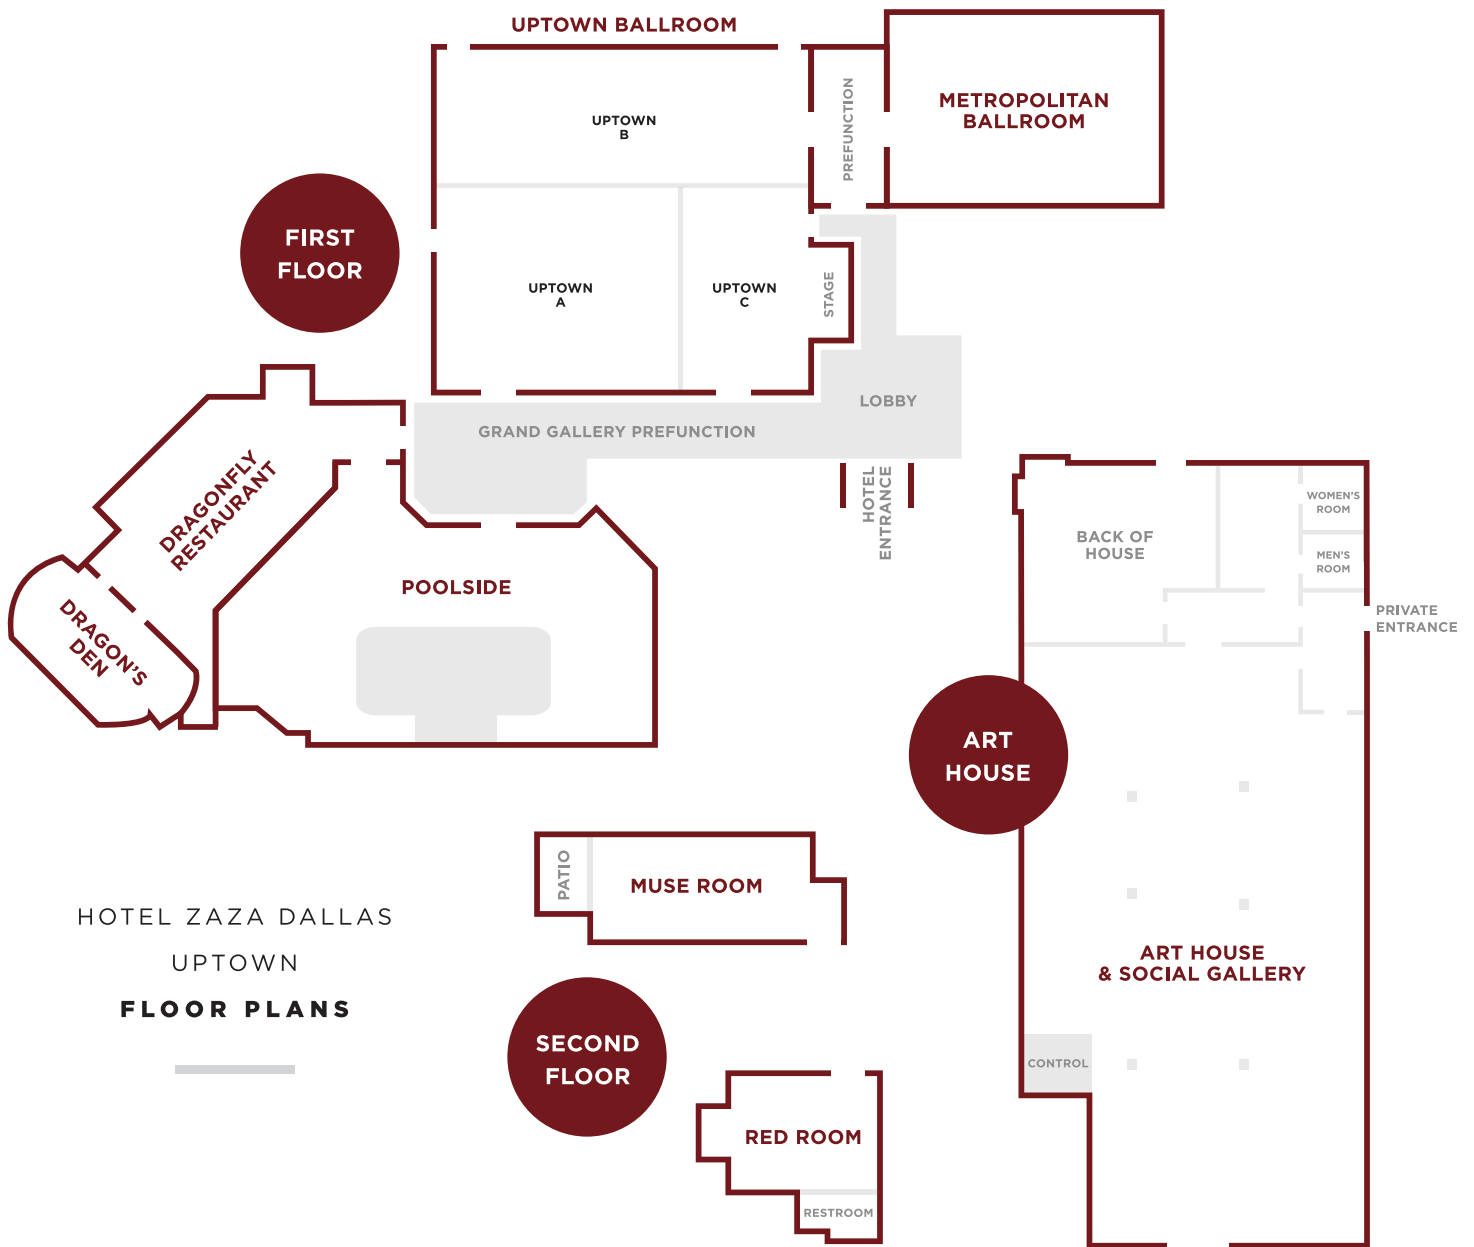 UPTOWN BALLROOM
METROPOLITAN
BALLROOM
PREFUNCTION
UPTOWN
B
FIRST
FLOOR
UPTOWN
A
UPTOWN
C
STAGE
LOBBY
GRAND GALLERY PREFUNCTION
HOTEL
ENTRANCE
DRAGONFLY
RESTAURANT
POOLSIDE
DRAGON'S
DEN
WOMEN'S
ROOM
BACK OF
HOUSE
MEN'S
ROOM
PRIVATE
ENTRANCE
ART
HOUSE
PATIO
MUSE ROOM
HOTEL ZAZA DALLAS
UPTOWN
FLOOR PLANS
ART HOUSE
& SOCIAL GALLERY
SECOND
FLOOR
CONTROL
RED ROOM
RESTROOM